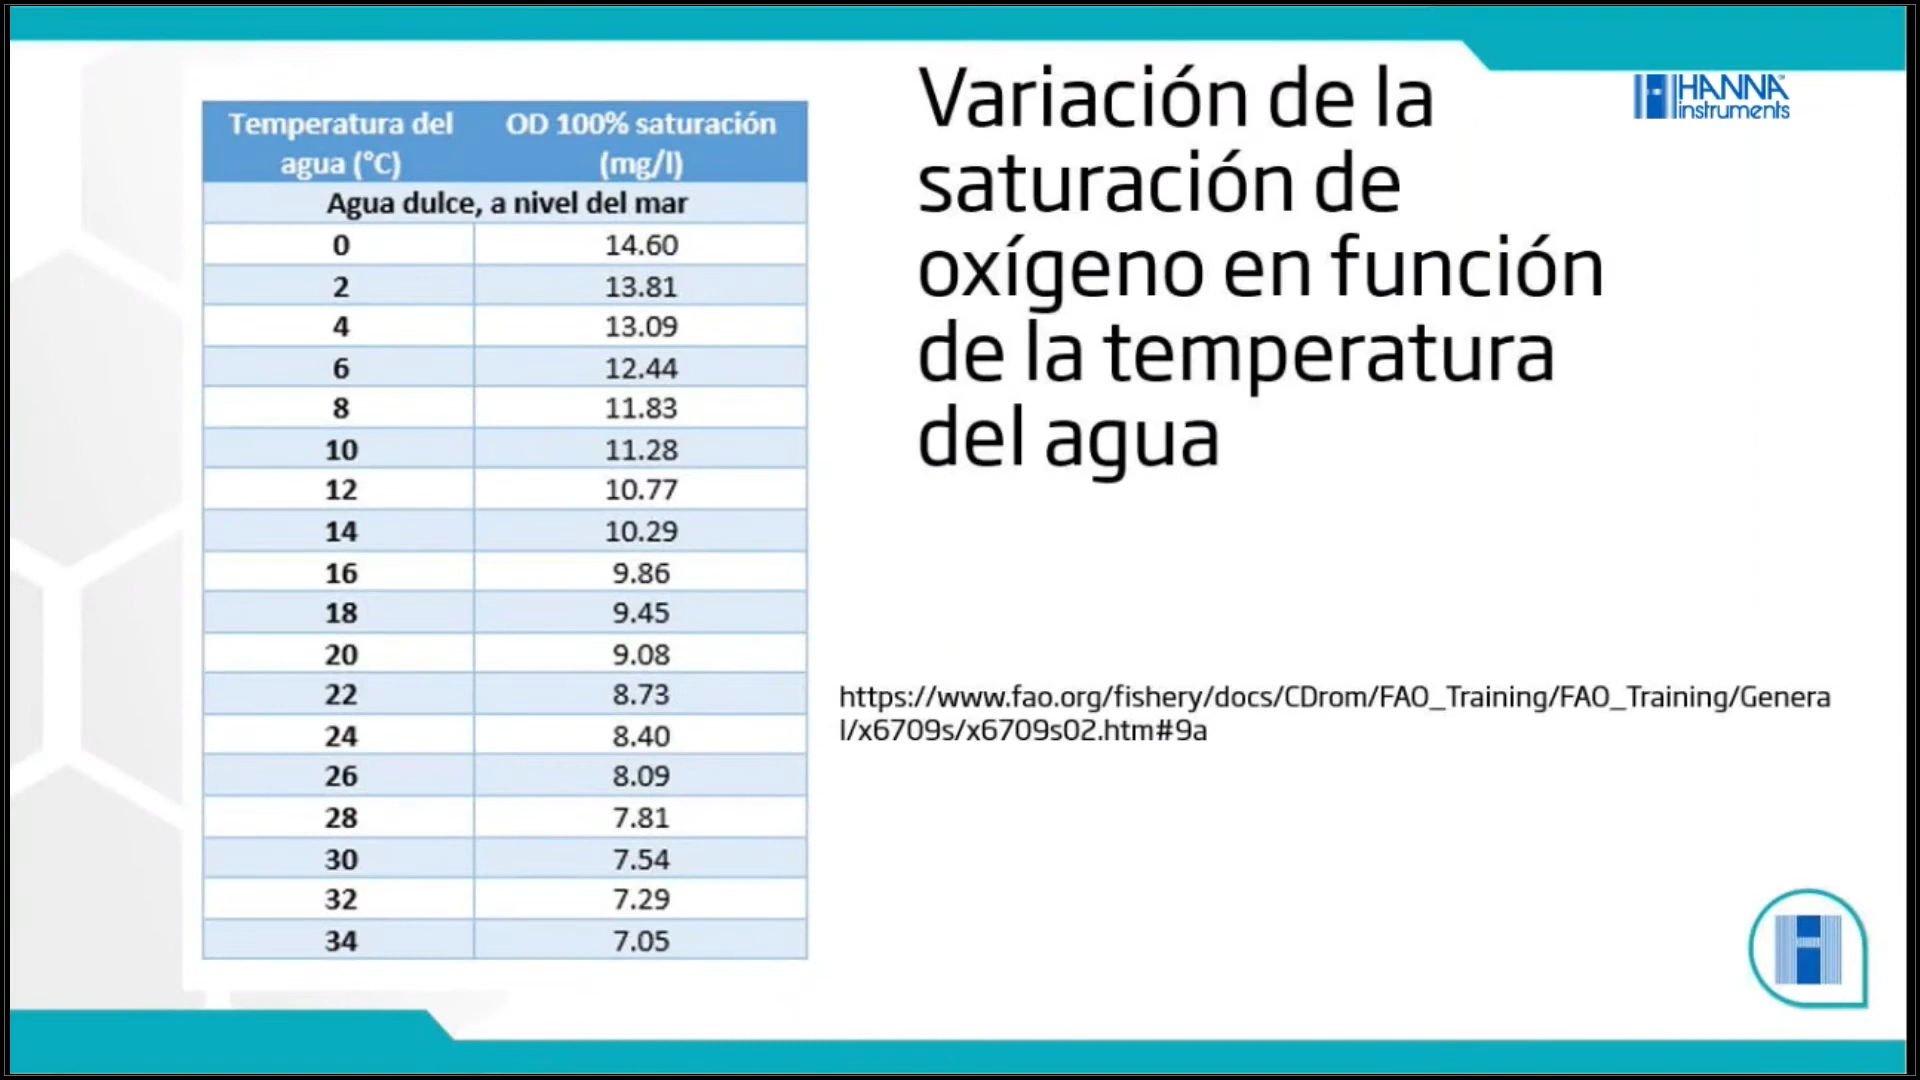 Temperatura del agua (°C) OD 100% saturación (mg/l)
Agua dulce, a nivel del mar
0 14.60
2 13.81
4 13.09
6 12.44
8 11.83
10 11.28
12 10.77
14 10.29
16 9.86
18 9.45
20 9.08
22 8.73
24 8.40
26 8.09
28 7.81
30 7.54
32 7.29
34 7.05
Variación de la
saturación de
oxígeno en función
de la temperatura
del agua
HANNA
instruments
https://www.fao.org/fishery/docs/CDrom/FAO_Training/FAO_Training/Genera
l/x6709s/x6709s02.htm#9a